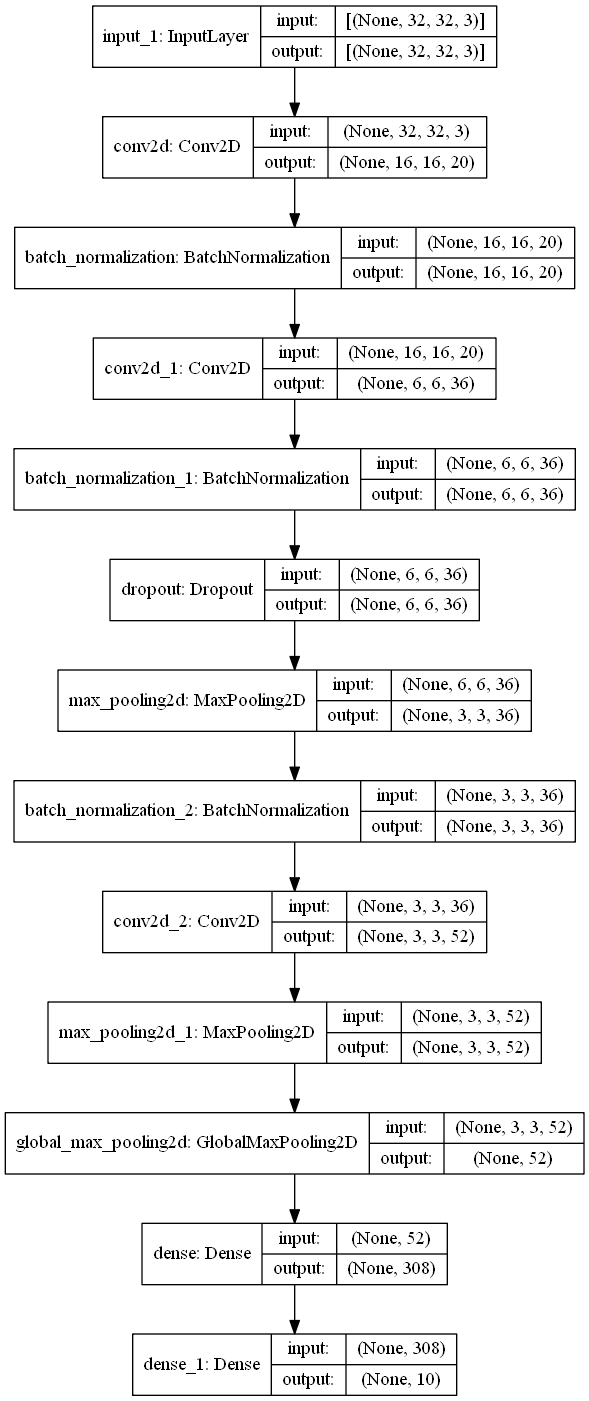 input_1: InputLayer
input: [(None, 32, 32, 3)]
output: [(None, 32, 32, 3)]
conv2d: Conv2D
input: (None, 32, 32, 3)
output: (None, 16, 16, 20)
batch_normalization: BatchNormalization
input: (None, 16, 16, 20)
output: (None, 16, 16, 20)
conv2d_1: Conv2D
input: (None, 16, 16, 20)
output: (None, 6, 6, 36)
batch_normalization_1: BatchNormalization
input: (None, 6, 6, 36)
output: (None, 6, 6, 36)
dropout: Dropout
input: (None, 6, 6, 36)
output: (None, 6, 6, 36)
max_pooling2d: MaxPooling2D
input: (None, 6, 6, 36)
output: (None, 3, 3, 36)
batch_normalization_2: BatchNormalization
input: (None, 3, 3, 36)
output: (None, 3, 3, 36)
conv2d_2: Conv2D
input: (None, 3, 3, 36)
output: (None, 3, 3, 52)
max_pooling2d_1: MaxPooling2D
input: (None, 3, 3, 52)
output: (None, 3, 3, 52)
global_max_pooling2d: GlobalMaxPooling2D
input: (None, 3, 3, 52)
output: (None, 52)
dense: Dense
input: (None, 52)
output: (None, 308)
dense_1: Dense
input: (None, 308)
output: (None, 10)